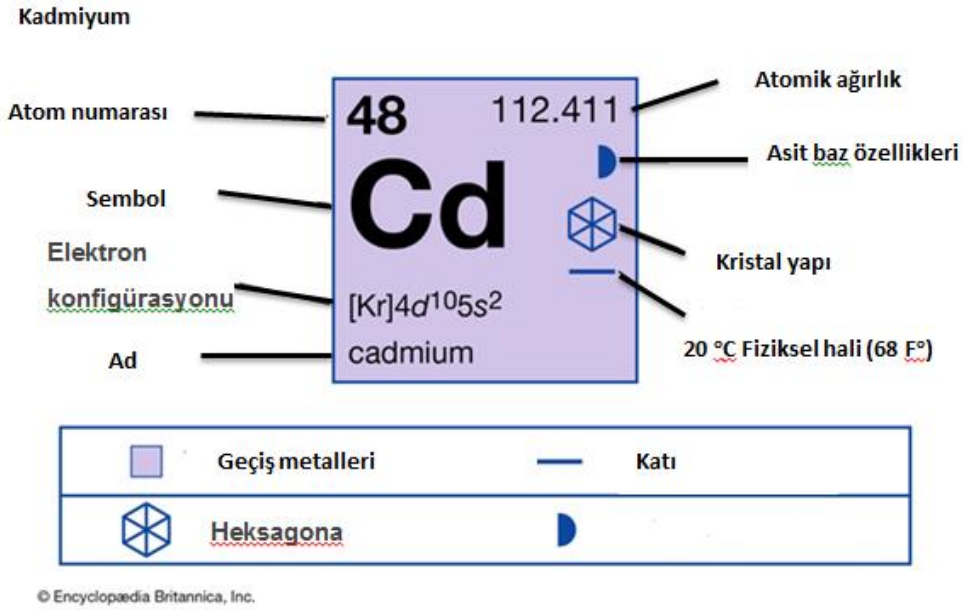 Kadmiyum
Atom numarası
48
112.411
Atomik ağırlık
Asit baz özellikleri
Sembol
Cd
Elektron
konfigürasyonu
Kristal yapı
[Kr]4d¹⁰5s²
20 °C Fiziksel hali (68 F°)
Ad
cadmium
Geçiş metalleri
Katı
Heksagona
© Encyclopædia Britannica, Inc.